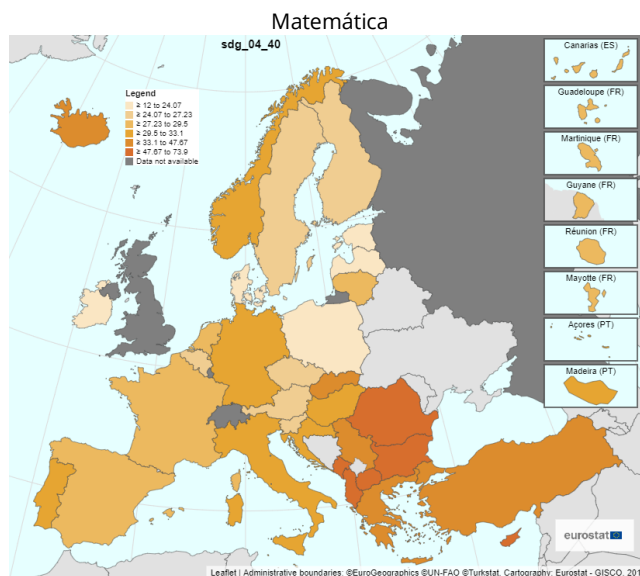 Matemática
sdg_04_40
Legend
≥ 12 to 24.07
≥ 24.07 to 27.23
≥ 27.23 to 29.5
≥ 29.5 to 33.1
≥ 33.1 to 47.67
≥ 47.67 to 73.9
Data not available
Canarias (ES)
Guadeloupe (FR)
Martinique (FR)
Guyane (FR)
Réunion (FR)
Mayotte (FR)
Açores (PT)
Madeira (PT)
eurostat
Leaflet | Administrative boundaries: ©EuroGeographics ©UN-FAO ©Turkstat, Cartography: Eurostat - GISCO, 201